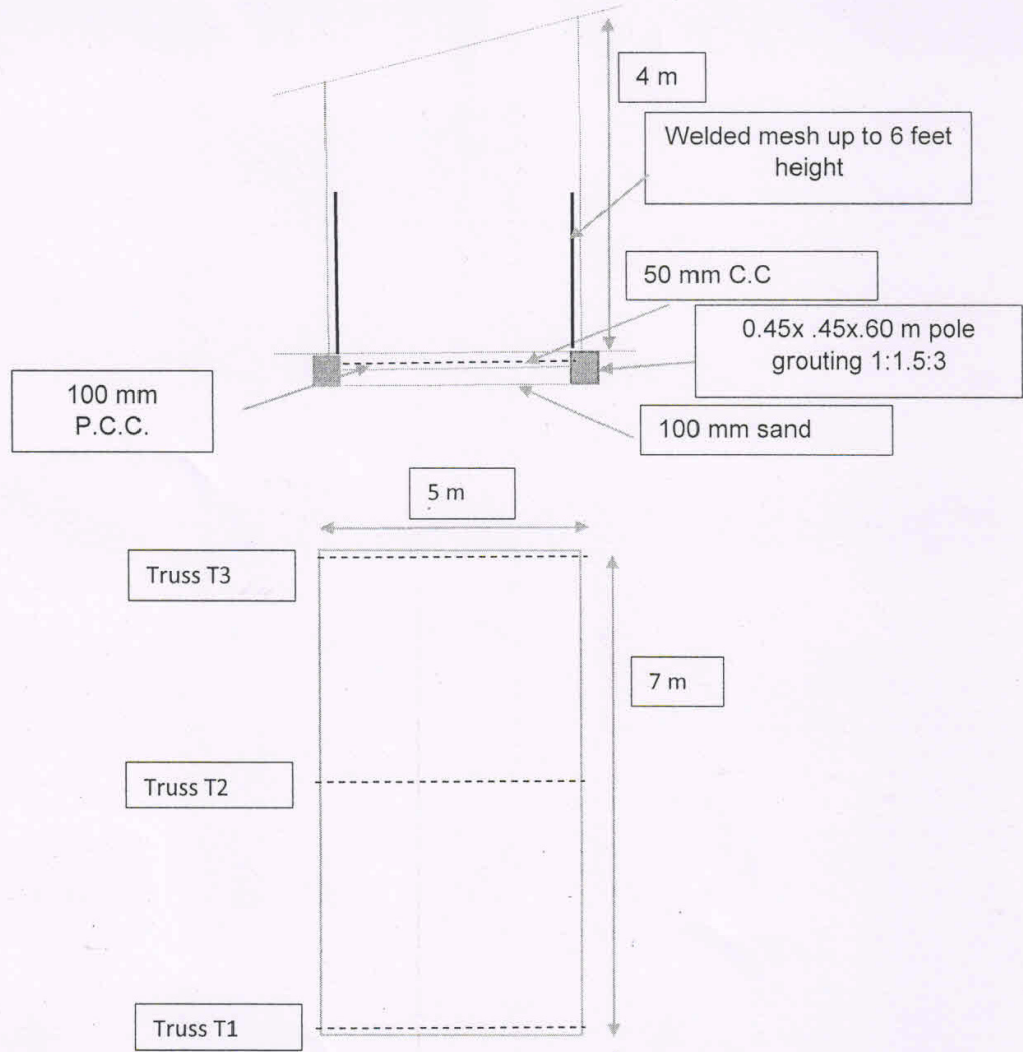 4 m
Welded mesh up to 6 feet
height
50 mm C.C
0.45x .45x.60 m pole
grouting 1:1.5:3
100 mm
P.C.C.
100 mm sand
5 m
Truss T3
7 m
Truss T2
Truss T1